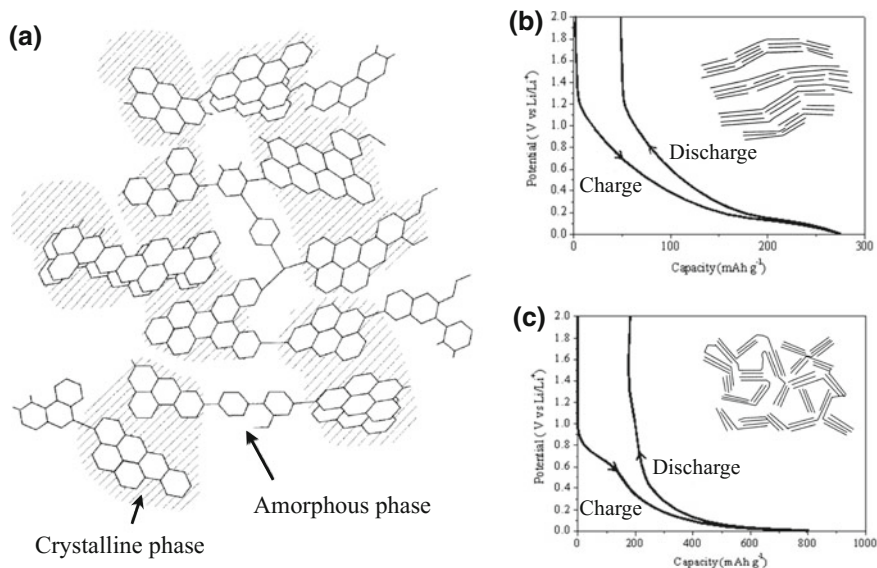 (a)
Crystalline phase
Amorphous phase
(b)
2.0
1.8
1.6
1.4
1.2
1.0
0.8
0.6
0.4
0.2
0.0
Potential ( V vs Li/Li⁺)
Discharge
Charge
0
100
200
300
Capacity (mAh g⁻¹)
(c)
2.0
1.8
1.6
1.4
1.2
1.0
0.8
0.6
0.4
0.2
0.0
Potential ( V vs Li/Li⁺)
Discharge
Charge
0
200
400
600
800
1000
Capacity (mAh g⁻¹)